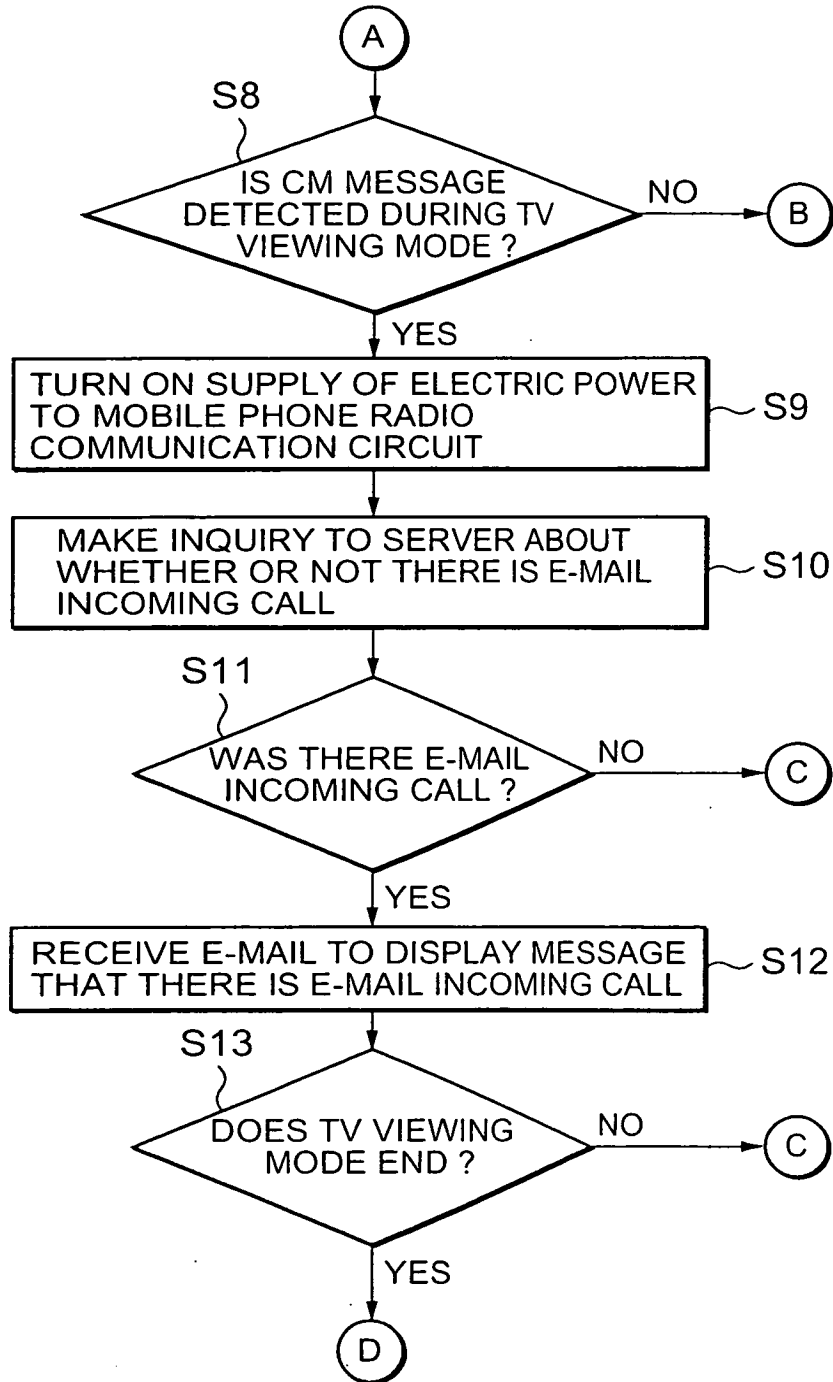 A
S8
IS CM MESSAGE
DETECTED DURING TV
VIEWING MODE ?
NO
B
YES
TURN ON SUPPLY OF ELECTRIC POWER
TO MOBILE PHONE RADIO
COMMUNICATION CIRCUIT
S9
MAKE INQUIRY TO SERVER ABOUT
WHETHER OR NOT THERE IS E-MAIL
INCOMING CALL
S10
S11
WAS THERE E-MAIL
INCOMING CALL ?
NO
C
YES
RECEIVE E-MAIL TO DISPLAY MESSAGE
THAT THERE IS E-MAIL INCOMING CALL
S12
S13
DOES TV VIEWING
MODE END ?
NO
C
YES
D